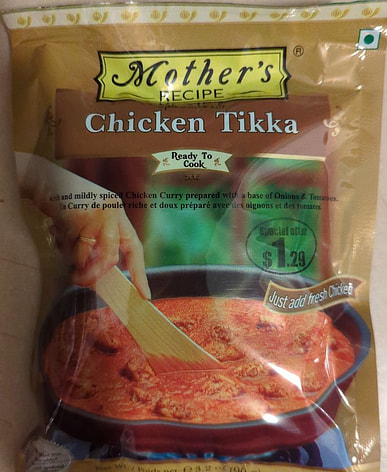 Mother's
RECIPE
Chicken Tikka
Ready To
Cook
and mildly spiced Chicken Curry prepared with a base of Onions & Tomatoes.
Curry de poulet riche et doux préparé avec des oignons et des tomates
Special offer
$1.29
Just add fresh Chicken